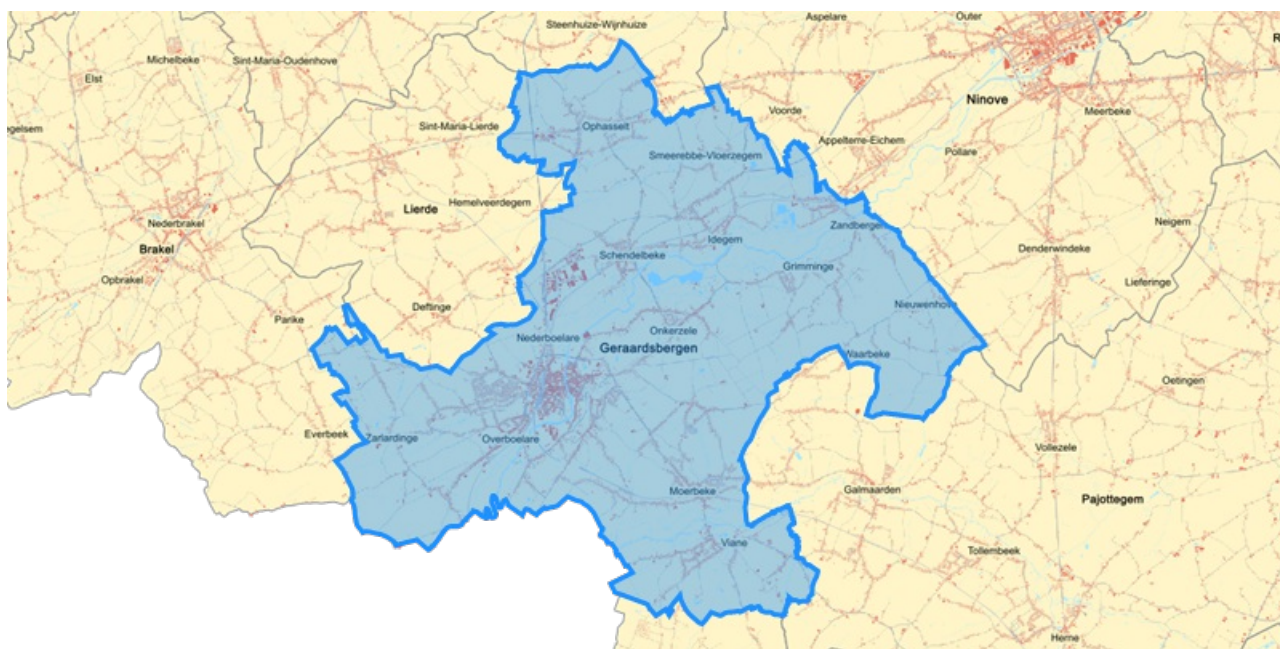 Steenhuize-Wijnhuize
Aspelare
Outer
R
Michelbeke
Sint-Maria-Oudenhove
Elst
Ninove
Voorde
Meerbeke
egelsem
Sint-Maria-Lierde
Ophasselt
Appelterre-Eichem
Pollare
Smeerebbe-Vloerzegem
Hemelveerdegem
Lierde
Nederbrakel
Zandbergen
Neigem
Brakel
Idegem
Denderwindeke
Schendelbeke
Grimminge
Opbrakel
Lieferinge
Deftinge
Nieuwenhove
Parike
Onkerzele
Nederboelare
Geraardsbergen
Waarbeke
Oetingen
Everbeek
Zarlardinge
Overboelare
Vollezele
Moerbeke
Galmaarden
Pajottegem
Viane
Tollembeek
Herne